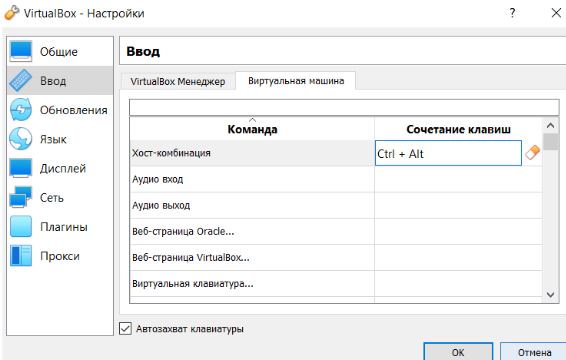 VirtualBox - Настройки
?
Общие
Ввод
Обновления
Язык
Дисплей
Сеть
Плагины
Прокси
Ввод
VirtualBox Менеджер
Виртуальная машина
Команда
Сочетание клавиш
Хост-комбинация
Ctrl + Alt
Аудио вход
Аудио выход
Веб-страница Oracle...
Веб-страница VirtualBox...
Виртуальная клавиатура...
Автозахват клавиатуры
OK
Отмена